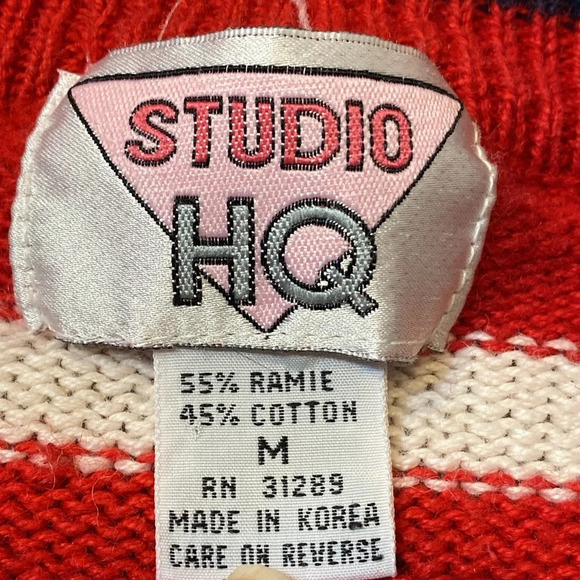 STUDIO
HQ
55% RAMIE
45% COTTON
M
RN 31289
MADE IN KOREA
CARE ON REVERSE